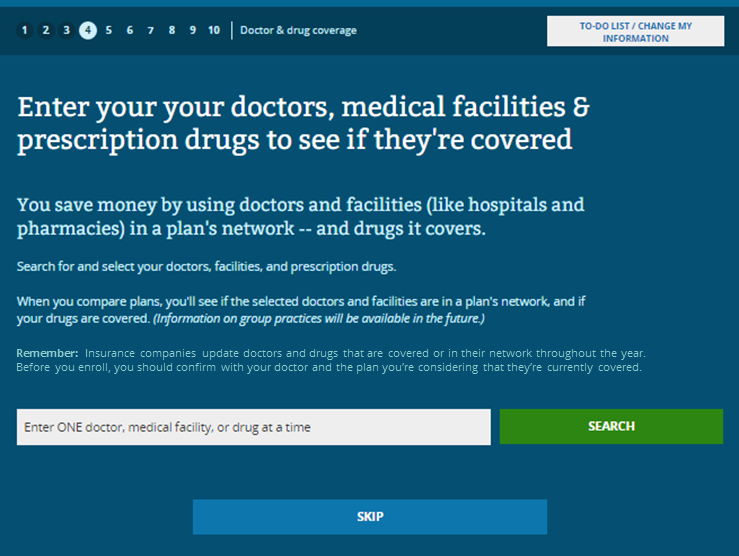 1 2 3 4 5 6 7 8 9 10 Doctor & drug coverage
TO-DO LIST / CHANGE MY
INFORMATION
Enter your your doctors, medical facilities &
prescription drugs to see if they're covered
You save money by using doctors and facilities (like hospitals and
pharmacies) in a plan's network -- and drugs it covers.
Search for and select your doctors, facilities, and prescription drugs.
When you compare plans, you'll see if the selected doctors and facilities are in a plan's network, and if
your drugs are covered. (Information on group practices will be available in the future.)
Remember: Insurance companies update doctors and drugs that are covered or in their network throughout the year.
Before you enroll, you should confirm with your doctor and the plan you're considering that they're currently covered.
Enter ONE doctor, medical facility, or drug at a time
SEARCH
SKIP